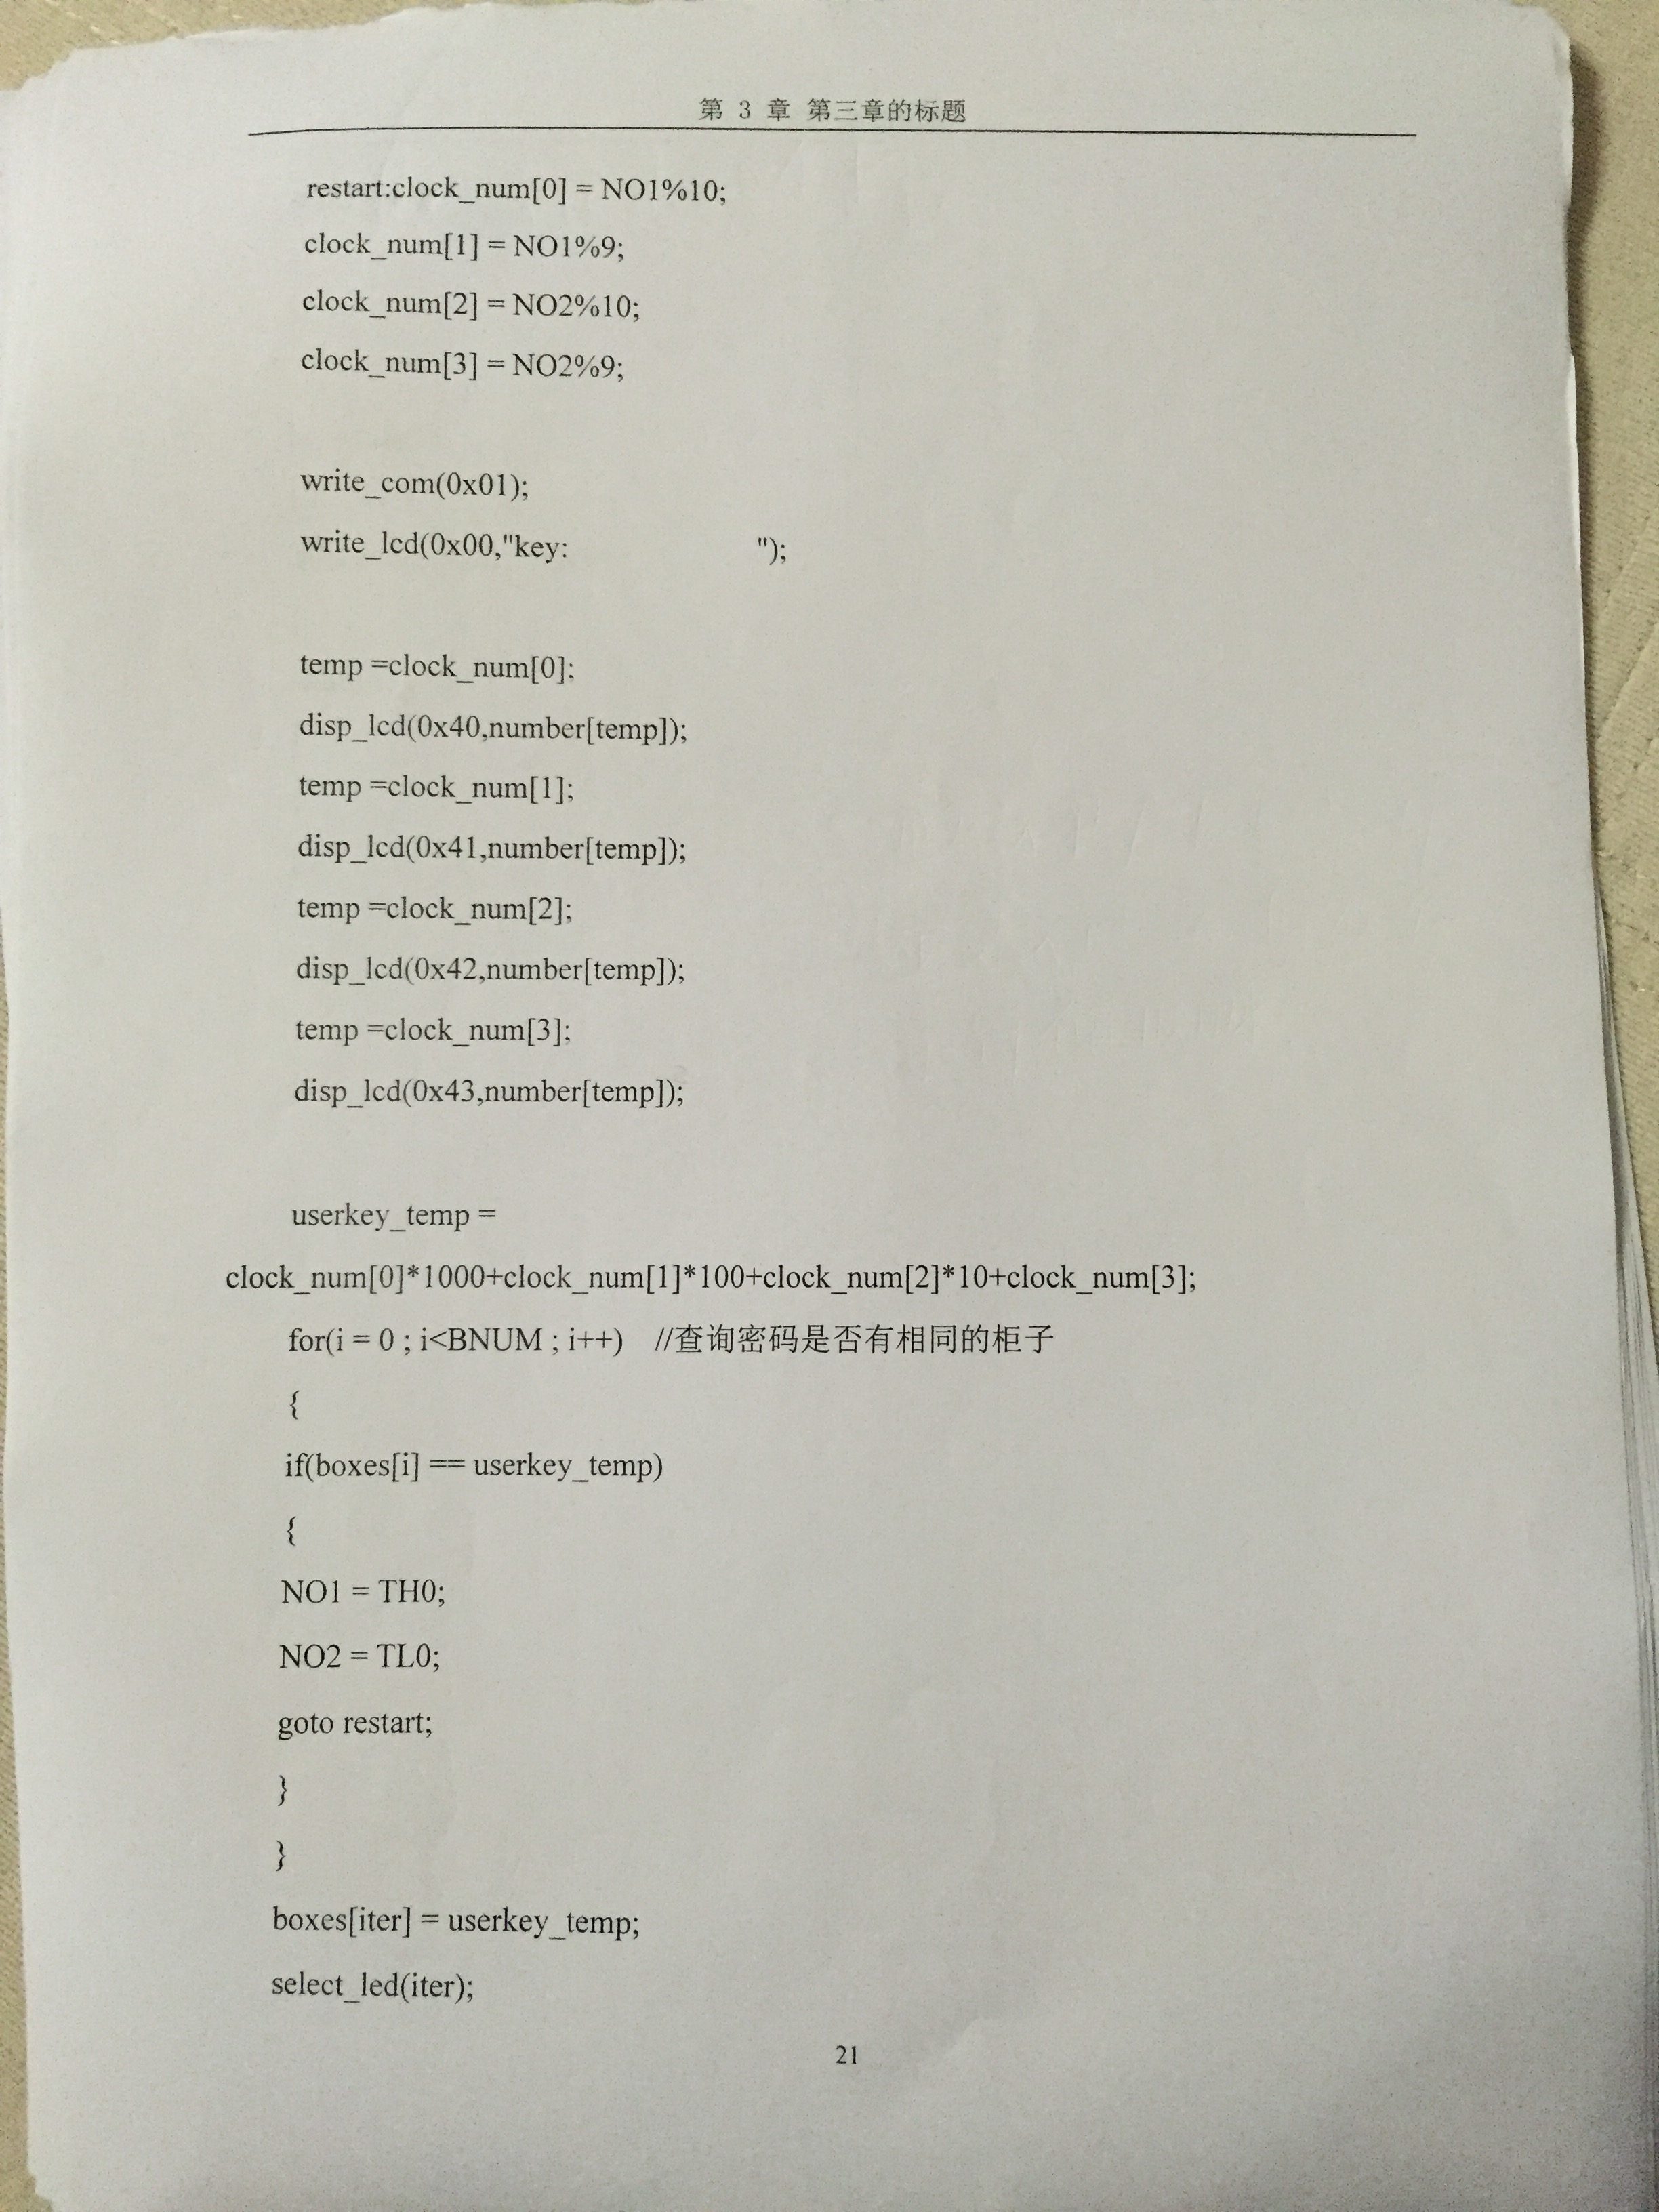 第 3 章 第三章的标题
restart:clock_num[0] = NO1%10;
clock_num[1] = NO1%9;
clock_num[2] = NO2%10;
clock_num[3] = NO2%9;
write_com(0x01);
write_lcd(0x00,"key:                    ");
temp =clock_num[0];
disp_lcd(0x40,number[temp]);
temp =clock_num[1];
disp_lcd(0x41,number[temp]);
temp =clock_num[2];
disp_lcd(0x42,number[temp]);
temp =clock_num[3];
disp_lcd(0x43,number[temp]);
userkey_temp =
clock_num[0]*1000+clock_num[1]*100+clock_num[2]*10+clock_num[3];
for(i = 0 ; i<BNUM ; i++)    //查询密码是否有相同的柜子
{
if(boxes[i] == userkey_temp)
{
NO1 = TH0;
NO2 = TL0;
goto restart;
}
}
boxes[iter] = userkey_temp;
select_led(iter);
21